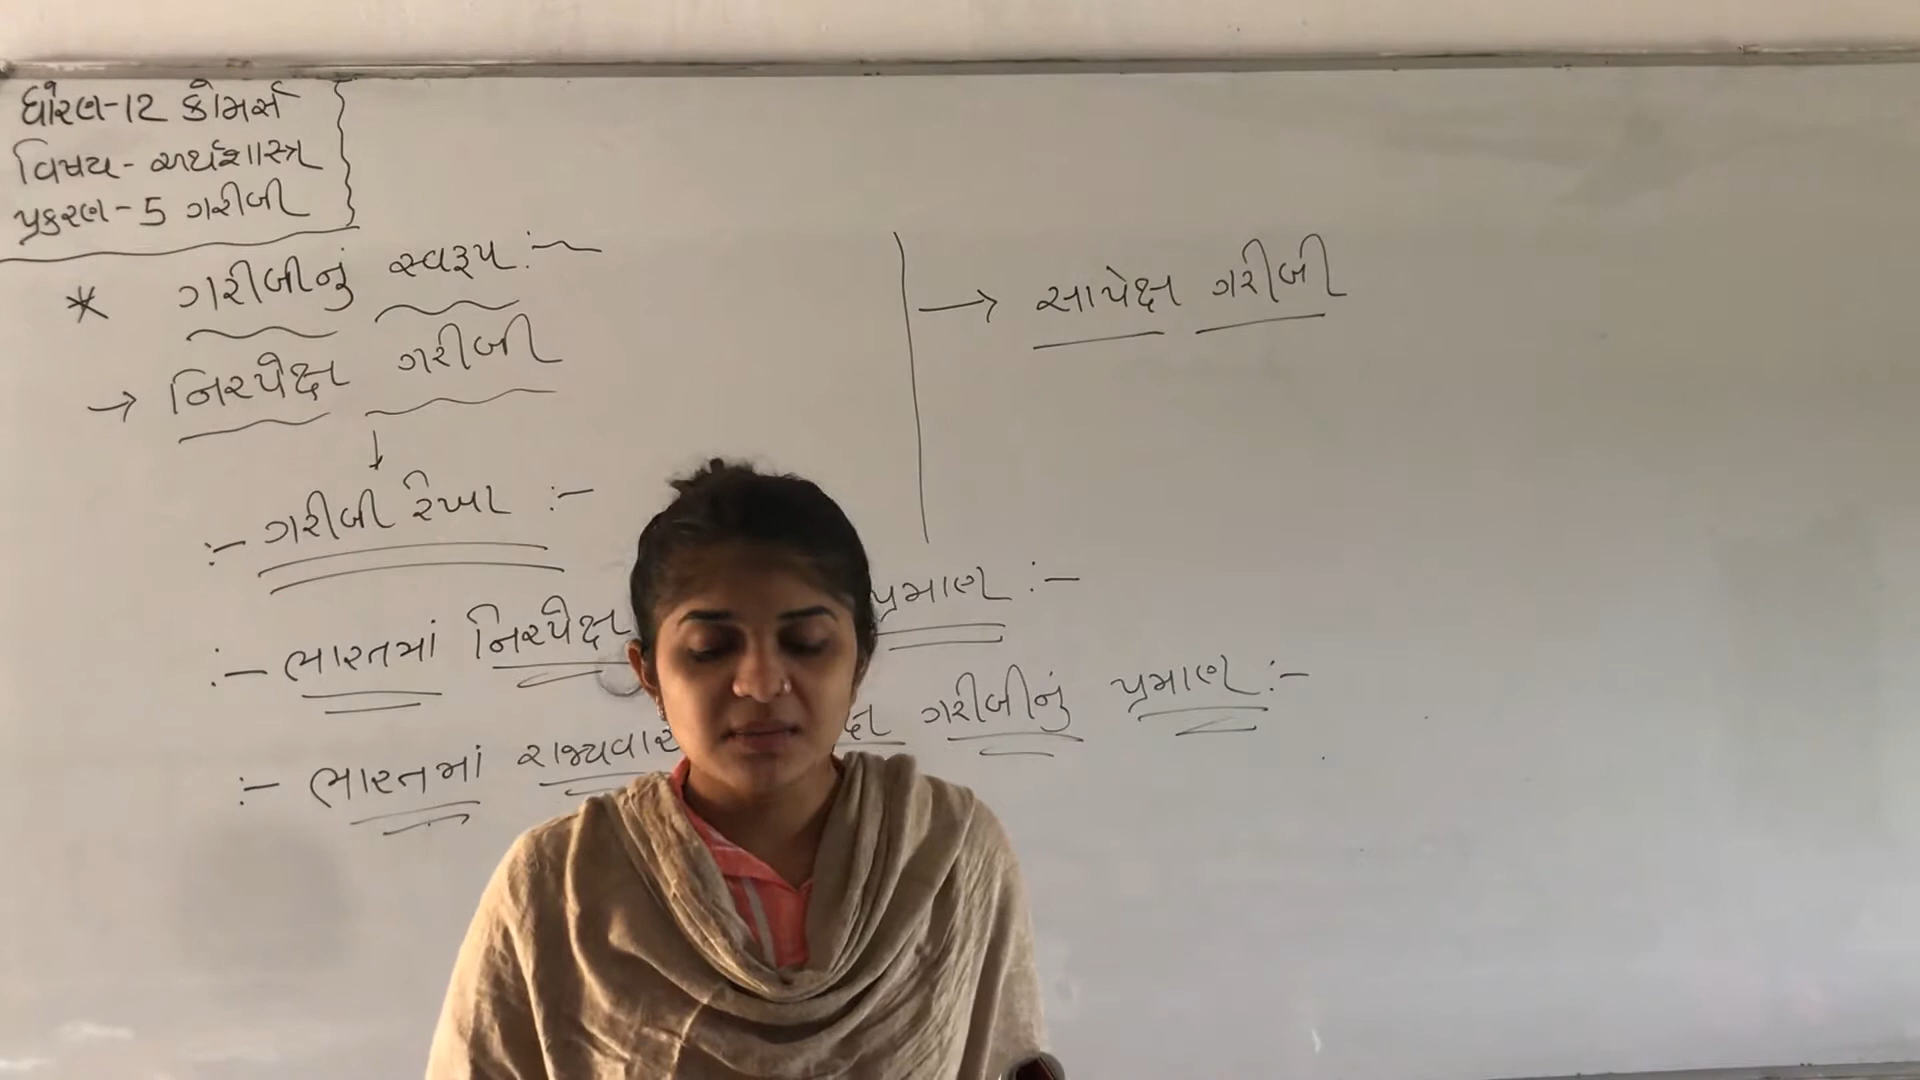 ધોરણ-12 કોમર્સ
વિષય - અર્થશાસ્ત્ર
પ્રકરણ - 5 ગરીબી
* ગરીબીનું સ્વરૂપ :-
→ નિરપેક્ષ ગરીબી
↓
:- ગરીબી રેખા :-
→ સાપેક્ષ ગરીબી
:- ભારતમાં નિરપેક્ષ પ્રમાણ :-
:- ભારતમાં ગરીબીનું પ્રમાણ :-